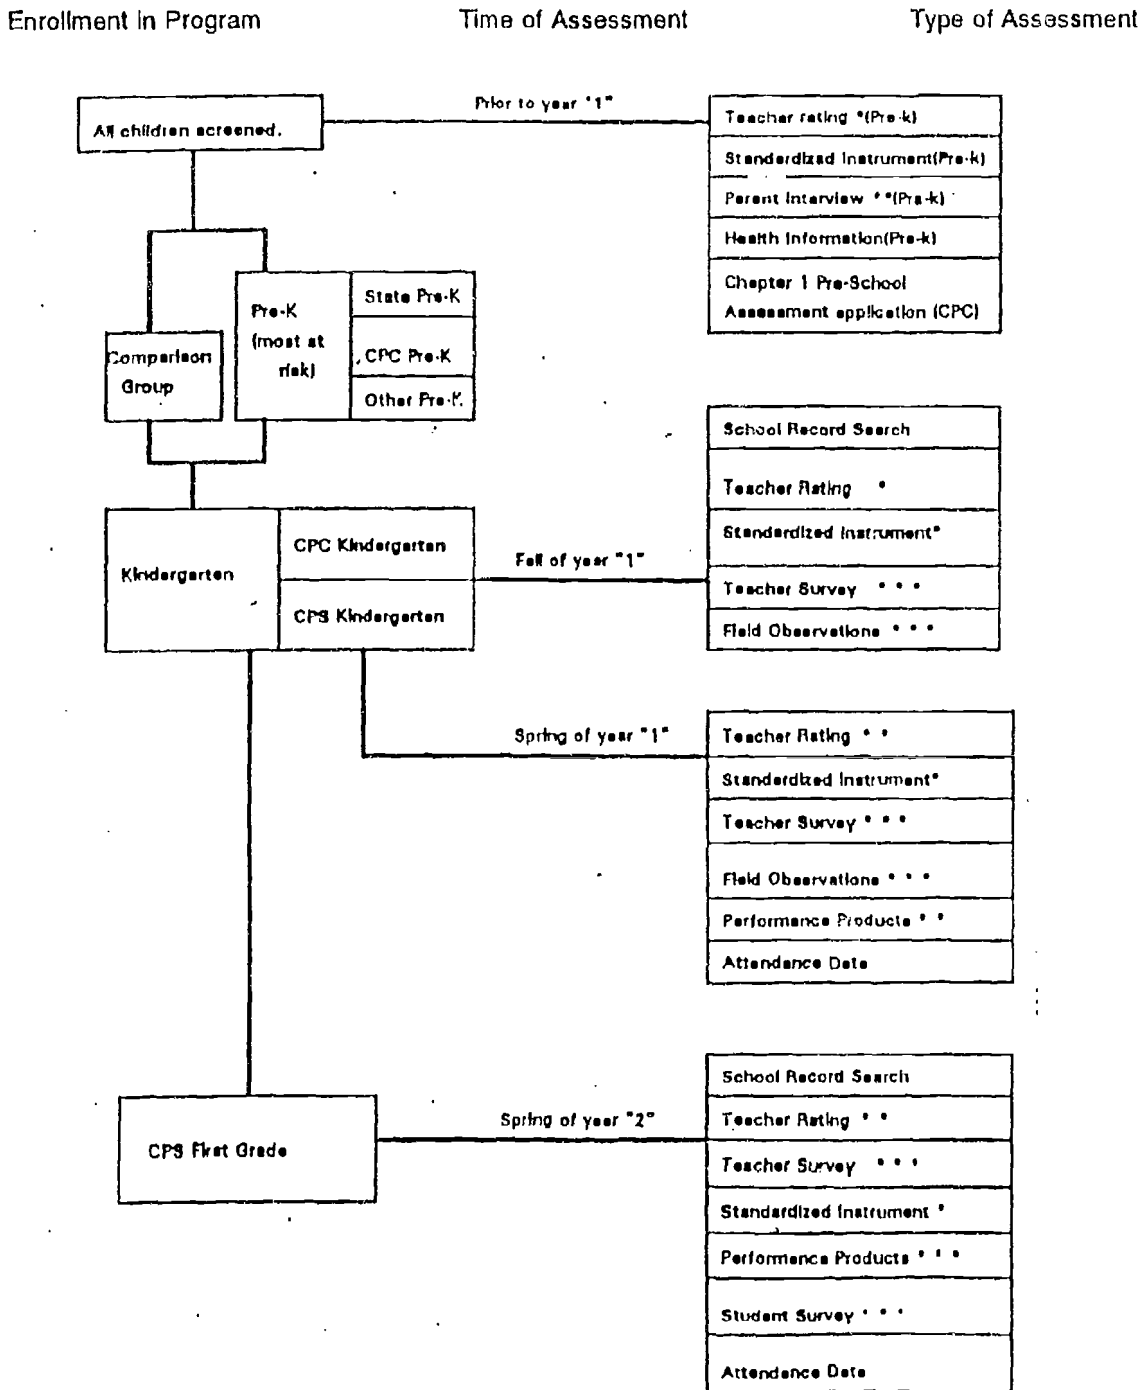 Enrollment in Program
Time of Assessment
Type of Assessment
All children screened.
Prior to year "1"
Teacher rating *(Pre-k)
Standardized Instrument(Pre-k)
Parent Interview **(Pre-k)
Health Information(Pre-k)
Chapter 1 Pre-School
Assessment application (CPC)
Comparison
Group
Pre-K
(most at
risk)
State Pre-K
CPC Pre-K
Other Pre-K
Kindergarten
CPC Kindergarten
CPS Kindergarten
Fall of year "1"
School Record Search
Teacher Rating *
Standardized Instrument*
Teacher Survey * * *
Field Observations * * *
Spring of year "1"
Teacher Rating * *
Standardized Instrument*
Teacher Survey * * *
Field Observations * * *
Performance Products * *
Attendance Data
CPS First Grade
Spring of year "2"
School Record Search
Teacher Rating * *
Teacher Survey * * *
Standardized Instrument *
Performance Products * * *
Student Survey * * *
Attendance Data